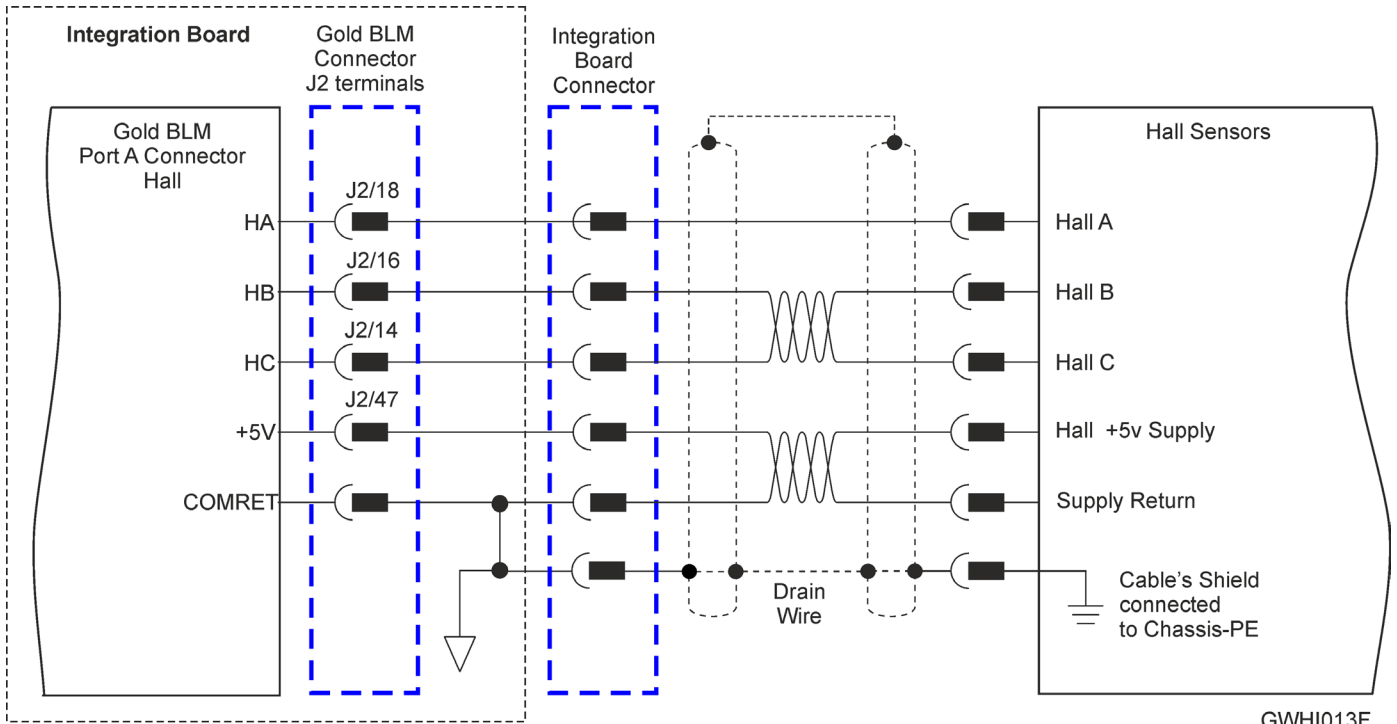 Integration Board
Gold BLM
Connector
J2 terminals
Integration
Board
Connector
Gold BLM
Port A Connector
Hall
Hall Sensors
J2/18
HA
Hall A
J2/16
HB
Hall B
J2/14
HC
Hall C
J2/47
+5V
Hall +5v Supply
COMRET
Supply Return
Drain
Wire
Cable's Shield
connected
to Chassis-PE
GWHI013E